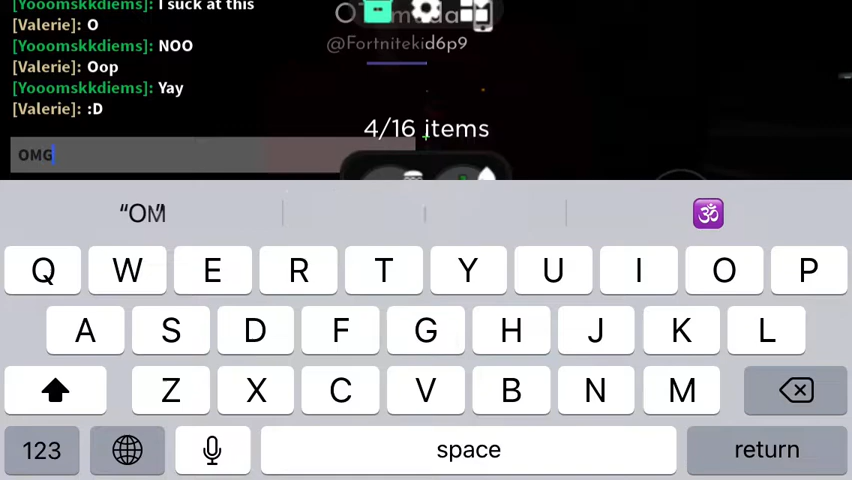 [Yooomskkdiems]: I suck at this
[Valerie]: O
[Yooomskkdiems]: NOO
[Valerie]: Oop
[Yooomskkdiems]: Yay
[Valerie]: :D
@Fortnitekid6p9
4/16 items
OMG
“OM” 🕉
Q W E R T Y U I O P
A S D F G H J K L
Z X C V B N M
123 space return